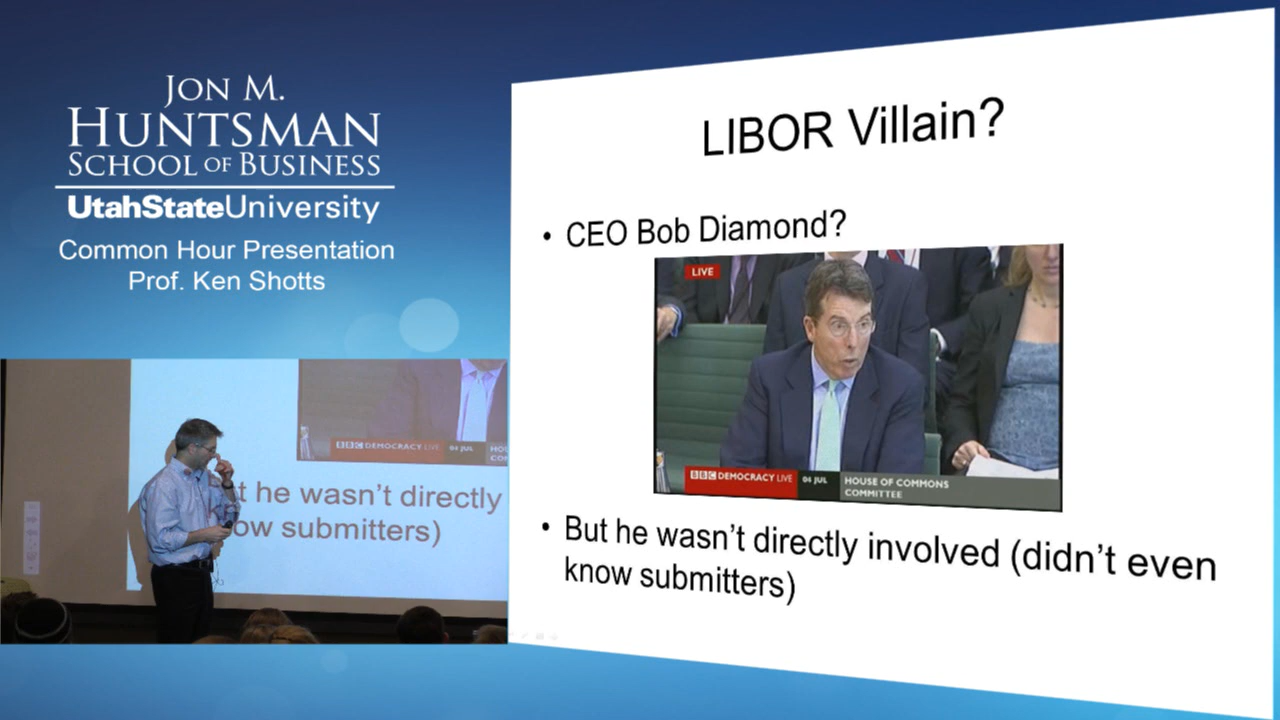 JON M.
HUNTSMAN
SCHOOL OF BUSINESS
UtahStateUniversity
Common Hour Presentation
Prof. Ken Shotts
LIBOR Villain?
• CEO Bob Diamond?
LIVE
BBC DEMOCRACY LIVE
04 JUL
HOUSE OF COMMONS
COMMITTEE
• But he wasn't directly involved (didn't even
know submitters)
BBC DEMOCRACY LIVE
04 JUL
HOU
CO
t he wasn't directly
ow submitters)